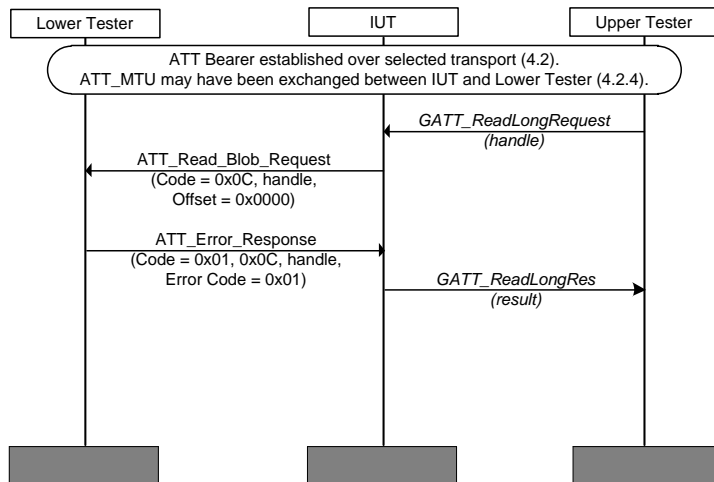 Lower Tester
IUT
Upper Tester
ATT Bearer established over selected transport (4.2).
ATT_MTU may have been exchanged between IUT and Lower Tester (4.2.4).
GATT_ReadLongRequest
(handle)
ATT_Read_Blob_Request
(Code = 0x0C, handle,
Offset = 0x0000)
ATT_Error_Response
(Code = 0x01, 0x0C, handle,
Error Code = 0x01)
GATT_ReadLongRes
(result)